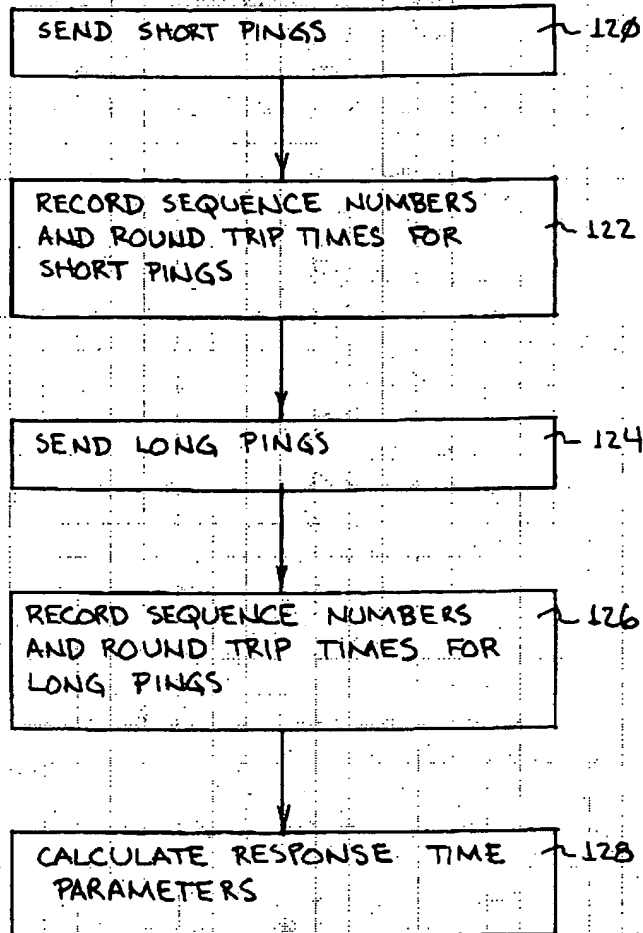 SEND SHORT PINGS 120
RECORD SEQUENCE NUMBERS
AND ROUND TRIP TIMES FOR 122
SHORT PINGS
SEND LONG PINGS 124
RECORD SEQUENCE NUMBERS 126
AND ROUND TRIP TIMES FOR
LONG PINGS
CALCULATE RESPONSE TIME 128
PARAMETERS